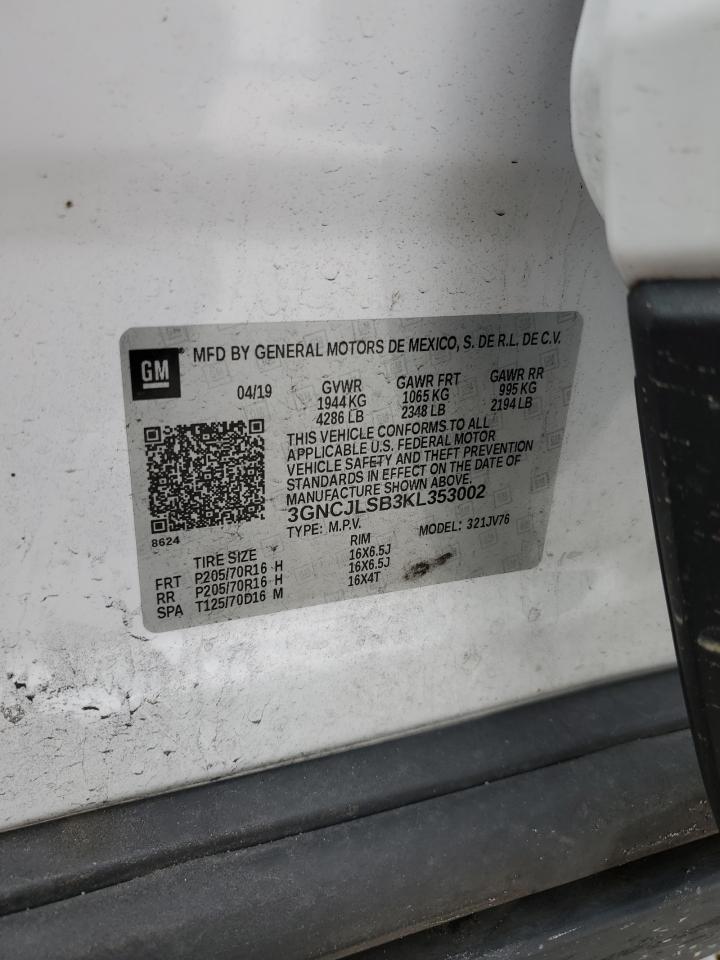 GM ® MFD BY GENERAL MOTORS DE MEXICO, S. DE R.L. DE C.V.
04/19 GVWR GAWR FRT GAWR RR
1944 KG 1065 KG 995 KG
4286 LB 2348 LB 2194 LB
THIS VEHICLE CONFORMS TO ALL
APPLICABLE U.S. FEDERAL MOTOR
VEHICLE SAFETY AND THEFT PREVENTION
STANDARDS IN EFFECT ON THE DATE OF
MANUFACTURE SHOWN ABOVE.
3GNCJLSB3KL353002
8624
TYPE: M.P.V. MODEL: 321JV76
TIRE SIZE RIM
FRT P205/70R16 H 16X6.5J
RR P205/70R16 H 16X6.5J
SPA T125/70D16 M 16X4T